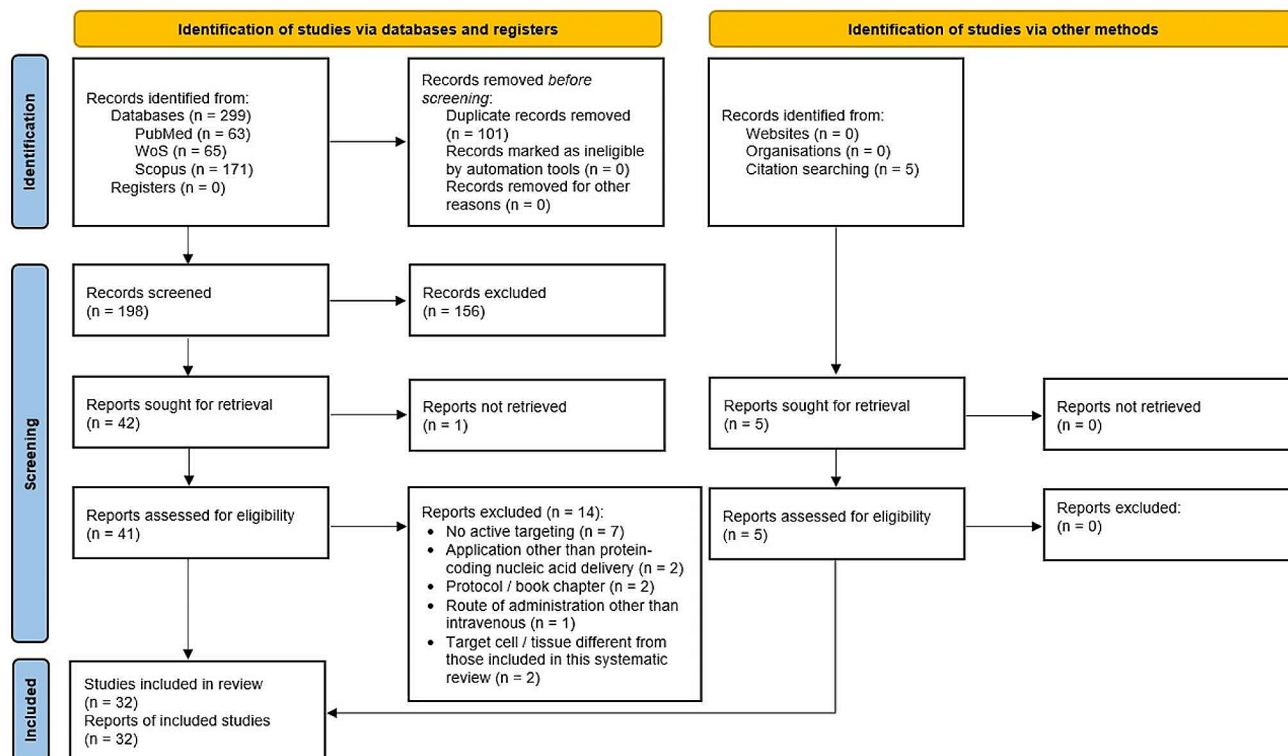 Identification of studies via databases and registers
Identification of studies via other methods
Identification
Records identified from:
Databases (n = 299)
PubMed (n = 63)
WoS (n = 65)
Scopus (n = 171)
Registers (n = 0)
Records removed before
screening:
Duplicate records removed
(n = 101)
Records marked as ineligible
by automation tools (n = 0)
Records removed for other
reasons (n = 0)
Records identified from:
Websites (n = 0)
Organisations (n = 0)
Citation searching (n = 5)
Screening
Records screened
(n = 198)
Records excluded
(n = 156)
Reports sought for retrieval
(n = 42)
Reports not retrieved
(n = 1)
Reports sought for retrieval
(n = 5)
Reports not retrieved
(n = 0)
Reports assessed for eligibility
(n = 41)
Reports excluded (n = 14):
• No active targeting (n = 7)
• Application other than protein-
coding nucleic acid delivery (n = 2)
• Protocol / book chapter (n = 2)
• Route of administration other than
intravenous (n = 1)
• Target cell / tissue different from
those included in this systematic
review (n = 2)
Reports assessed for eligibility
(n = 5)
Reports excluded:
(n = 0)
Included
Studies included in review
(n = 32)
Reports of included studies
(n = 32)